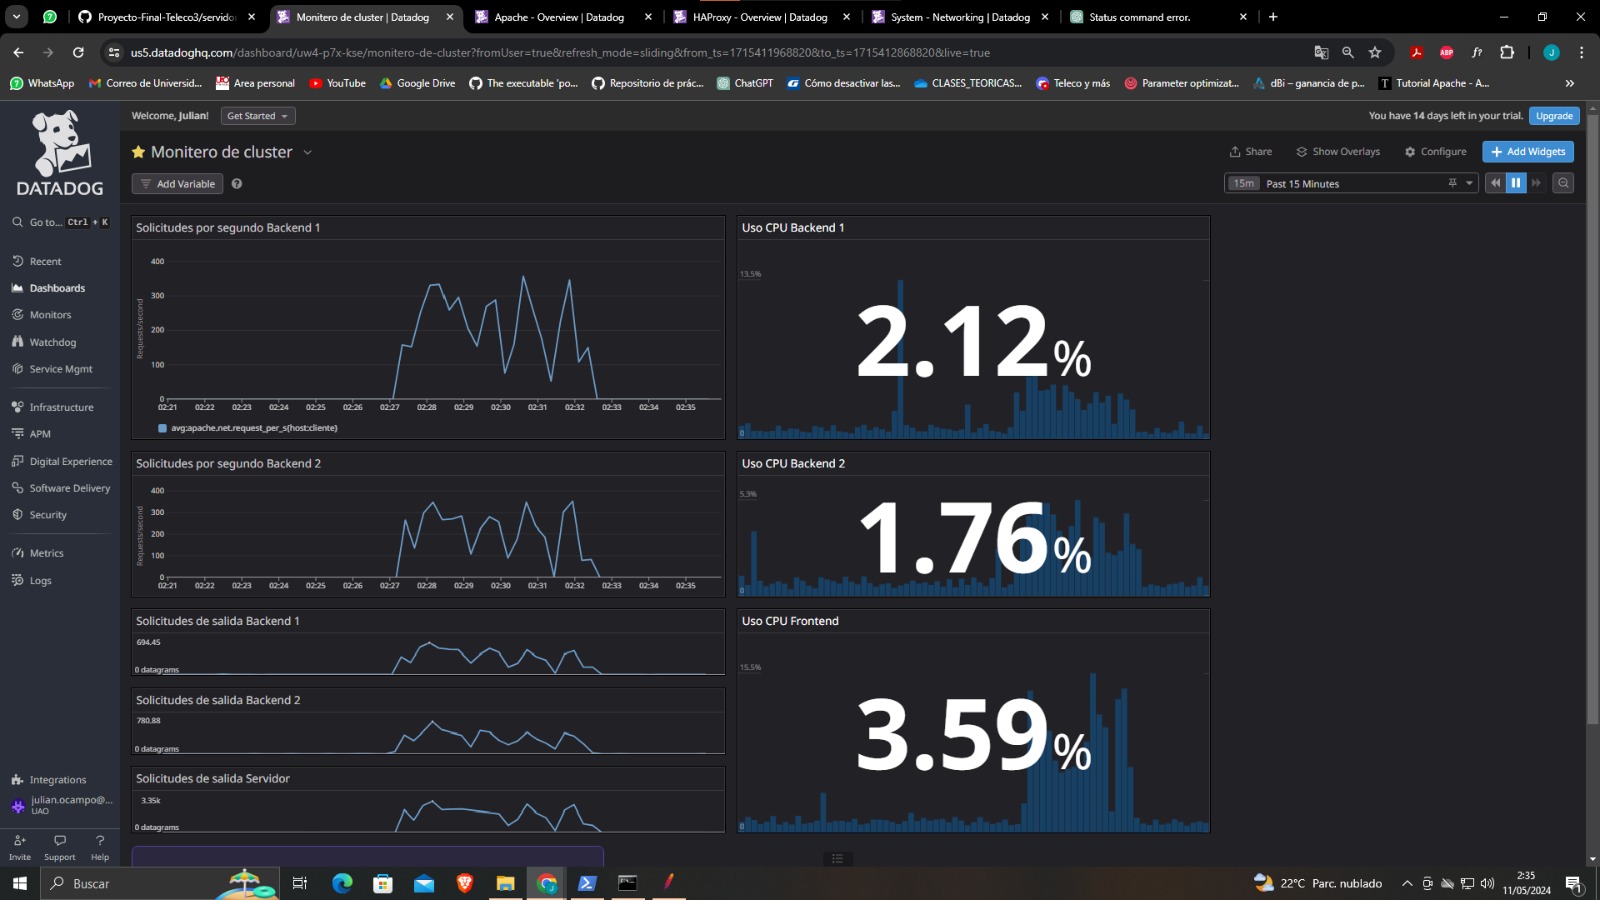 Proyecto-Final-Teleco3/servido
Monitero de cluster | Datadog
Apache - Overview | Datadog
HAProxy - Overview | Datadog
System - Networking | Datadog
Status command error.
us5.datadoghq.com/dashboard/uw4-p7x-kse/monitero-de-cluster?fromUser=true&refresh_mode=sliding&from_ts=1715411968820&to_ts=1715412868820&live=true
WhatsApp
Correo de Universid...
Area personal
YouTube
Google Drive
The executable 'po...
Repositorio de prác...
ChatGPT
Cómo desactivar las...
CLASES_TEORICAS...
Teleco y más
Parameter optimizat...
dBi – ganancia de p...
Tutorial Apache - A...
DATADOG
Go to... Ctrl + K
Recent
Dashboards
Monitors
Watchdog
Service Mgmt
Infrastructure
APM
Digital Experience
Software Delivery
Security
Metrics
Logs
Integrations
julian.ocampo@...
UAO
Invite Support Help
Welcome, Julian!
Get Started
You have 14 days left in your trial.
Upgrade
Monitero de cluster
Share
Show Overlays
Configure
+ Add Widgets
Add Variable
15m Past 15 Minutes
Solicitudes por segundo Backend 1
Requests/second
400
300
200
100
0
02:21 02:22 02:23 02:24 02:25 02:26 02:27 02:28 02:29 02:30 02:31 02:32 02:33 02:34 02:35
avg:apache.net.request_per_s{host:cliente}
Uso CPU Backend 1
13.5%
2.12%
0
Solicitudes por segundo Backend 2
Requests/second
400
300
200
100
0
02:21 02:22 02:23 02:24 02:25 02:26 02:27 02:28 02:29 02:30 02:31 02:32 02:33 02:34 02:35
Uso CPU Backend 2
5.3%
1.76%
0
Solicitudes de salida Backend 1
694.45
0 datagrams
Solicitudes de salida Backend 2
780.88
0 datagrams
Solicitudes de salida Servidor
3.35k
0 datagrams
Uso CPU Frontend
15.5%
3.59%
0
Buscar
22°C Parc. nublado
2:35
11/05/2024
1